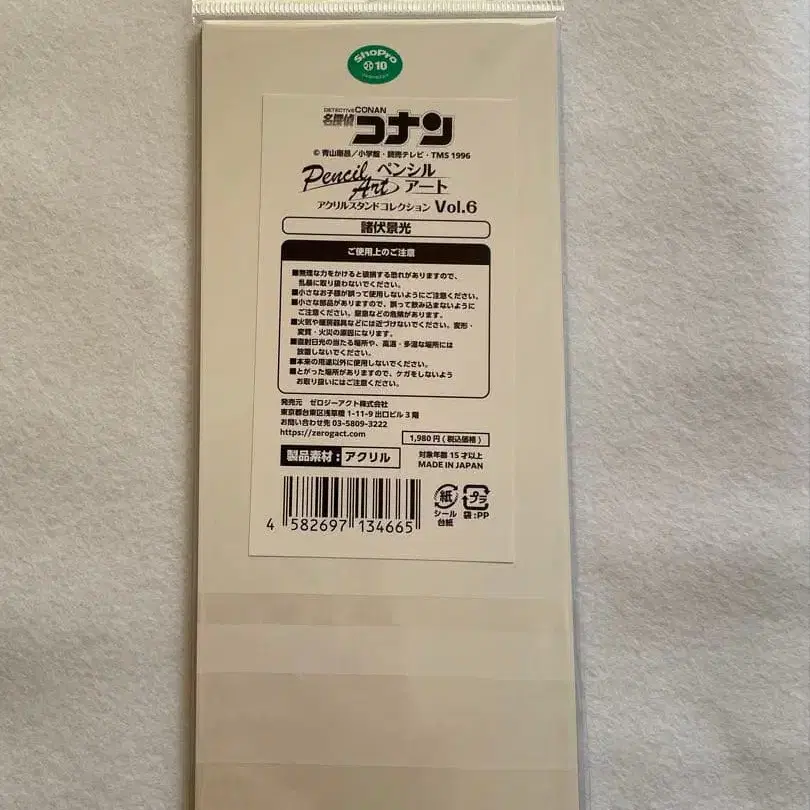 ShoPro
10
DETECTIVE CONAN
名探偵コナン
© 青山剛昌/小学館・読売テレビ・TMS 1996
Pencil Art ペンシルアート
アクリルスタンドコレクション Vol.6
諸伏景光
ご使用上のご注意
■無理な力をかけると破損する恐れがありますので、
乱暴に取り扱わないでください。
■小さなお子様が誤って使用しないようにご注意ください。
■小さな部品がありますので、誤って飲み込まないように
ご注意ください。窒息などの危険があります。
■火気や暖房器具などには近づけないでください。変形・
変質・火災の原因になります。
■直射日光の当たる場所や、高温・多湿な場所には
放置しないでください。
■本来の用途以外に使用しないでください。
■とがった場所がありますので、ケガをしないよう
お取り扱いにはご注意ください。
発売元 ゼロジーアクト株式会社
東京都台東区浅草橋 1-11-9 出口ビル 3 階
お問い合わせ先 03-5809-3222
https://zerogact.com
1,980円(税込価格)
製品素材:アクリル
対象年齢 15 才以上
MADE IN JAPAN
4 582697 134665
紙
シール
台紙
プラ
袋:PP